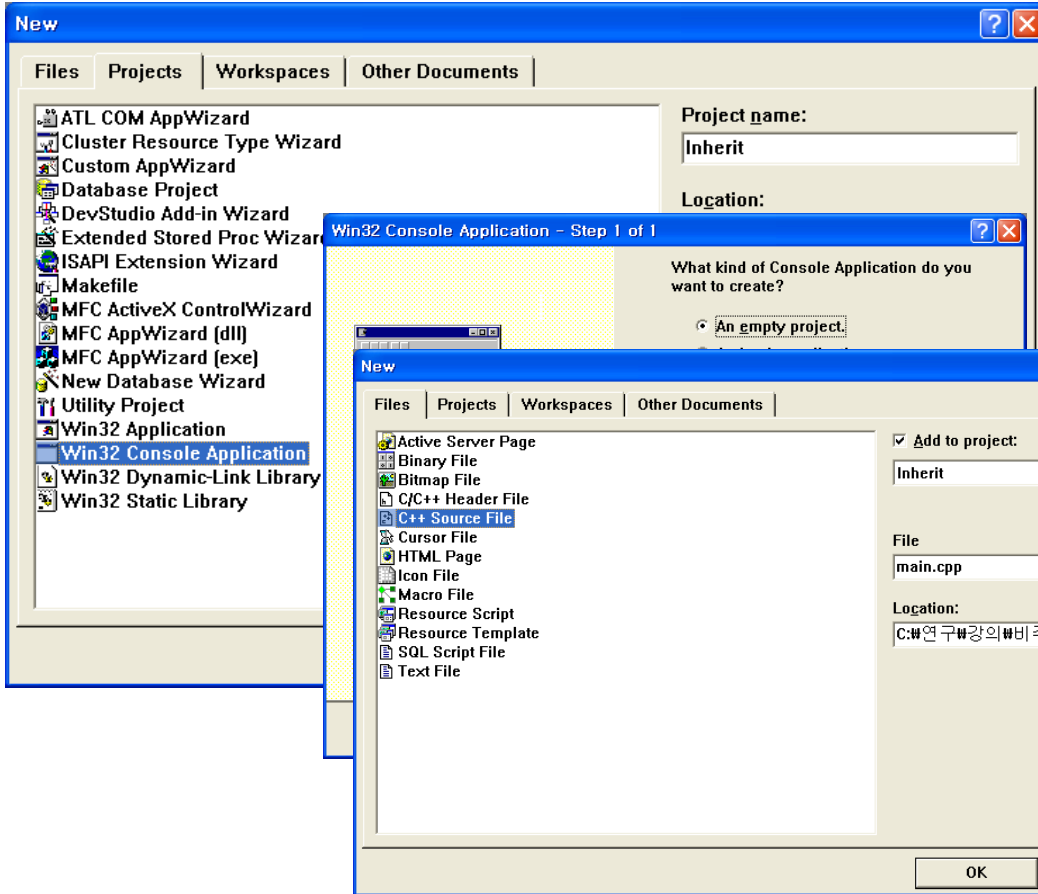 New
Files Projects Workspaces Other Documents
ATL COM AppWizard
Cluster Resource Type Wizard
Custom AppWizard
Database Project
DevStudio Add-in Wizard
Extended Stored Proc Wizard
ISAPI Extension Wizard
Makefile
MFC ActiveX ControlWizard
MFC AppWizard (dll)
MFC AppWizard (exe)
New Database Wizard
Utility Project
Win32 Application
Win32 Console Application
Win32 Dynamic-Link Library
Win32 Static Library
Project name:
Inherit
Location:
Win32 Console Application - Step 1 of 1
What kind of Console Application do you
want to create?
An empty project.
New
Files Projects Workspaces Other Documents
Active Server Page
Binary File
Bitmap File
C/C++ Header File
C++ Source File
Cursor File
HTML Page
Icon File
Macro File
Resource Script
Resource Template
SQL Script File
Text File
Add to project:
Inherit
File
main.cpp
Location:
C:₩연구₩강의₩비
OK